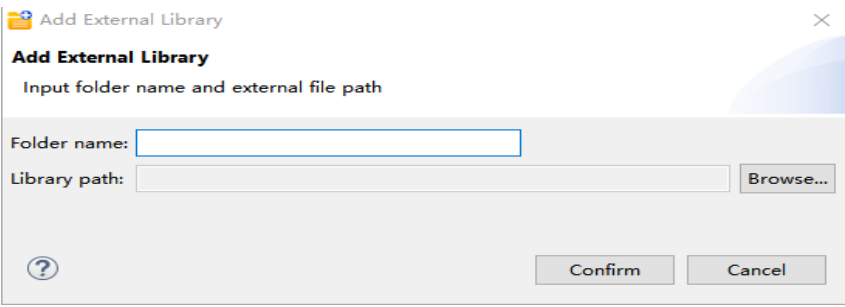 Add External Library
Add External Library
Input folder name and external file path
Folder name:
Library path:
Browse...
?
Confirm
Cancel